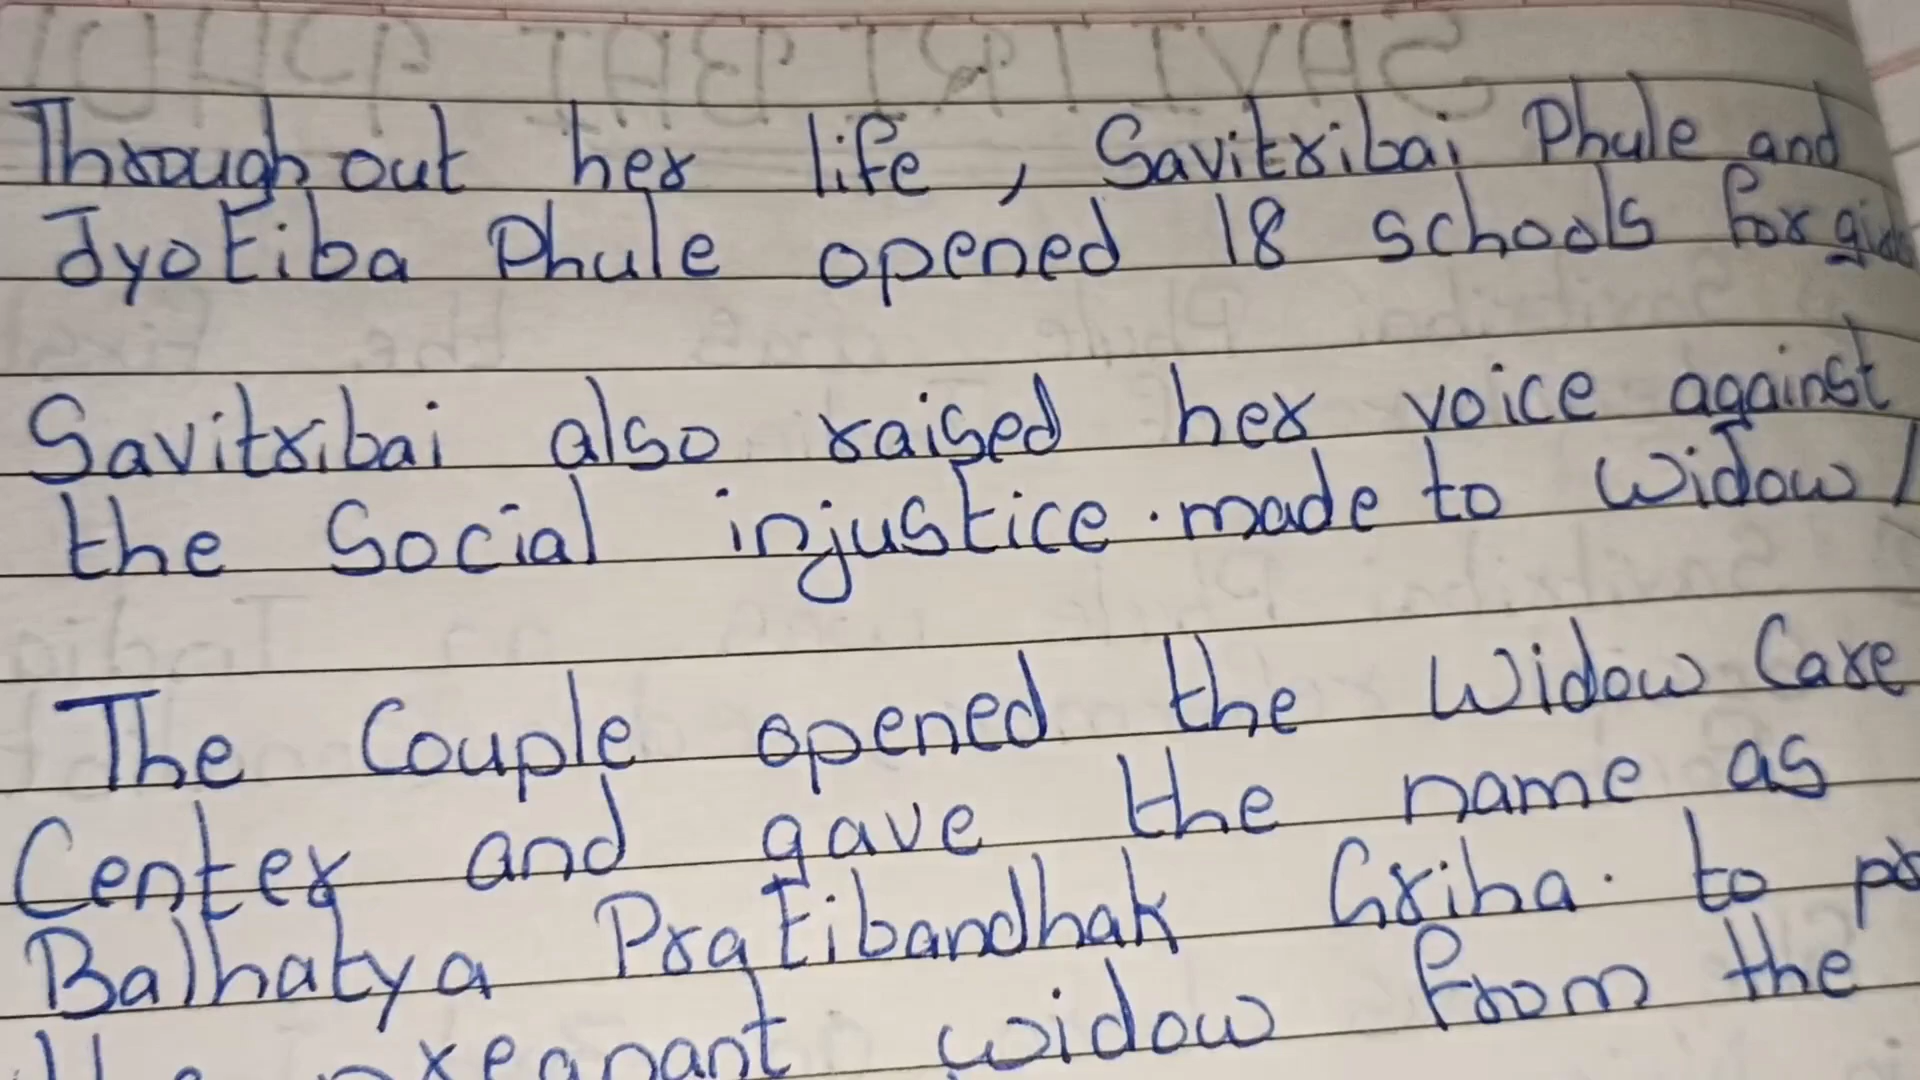 Throughout her life, Savitribai Phule and
Jyotiba Phule opened 18 schools for
Savitribai also raised her voice against
the Social injustice. made to widow
The Couple opened the Widow Care
Center and gave the name as
Balhatya Pratibandhak Griha. to
pregnant widow from the